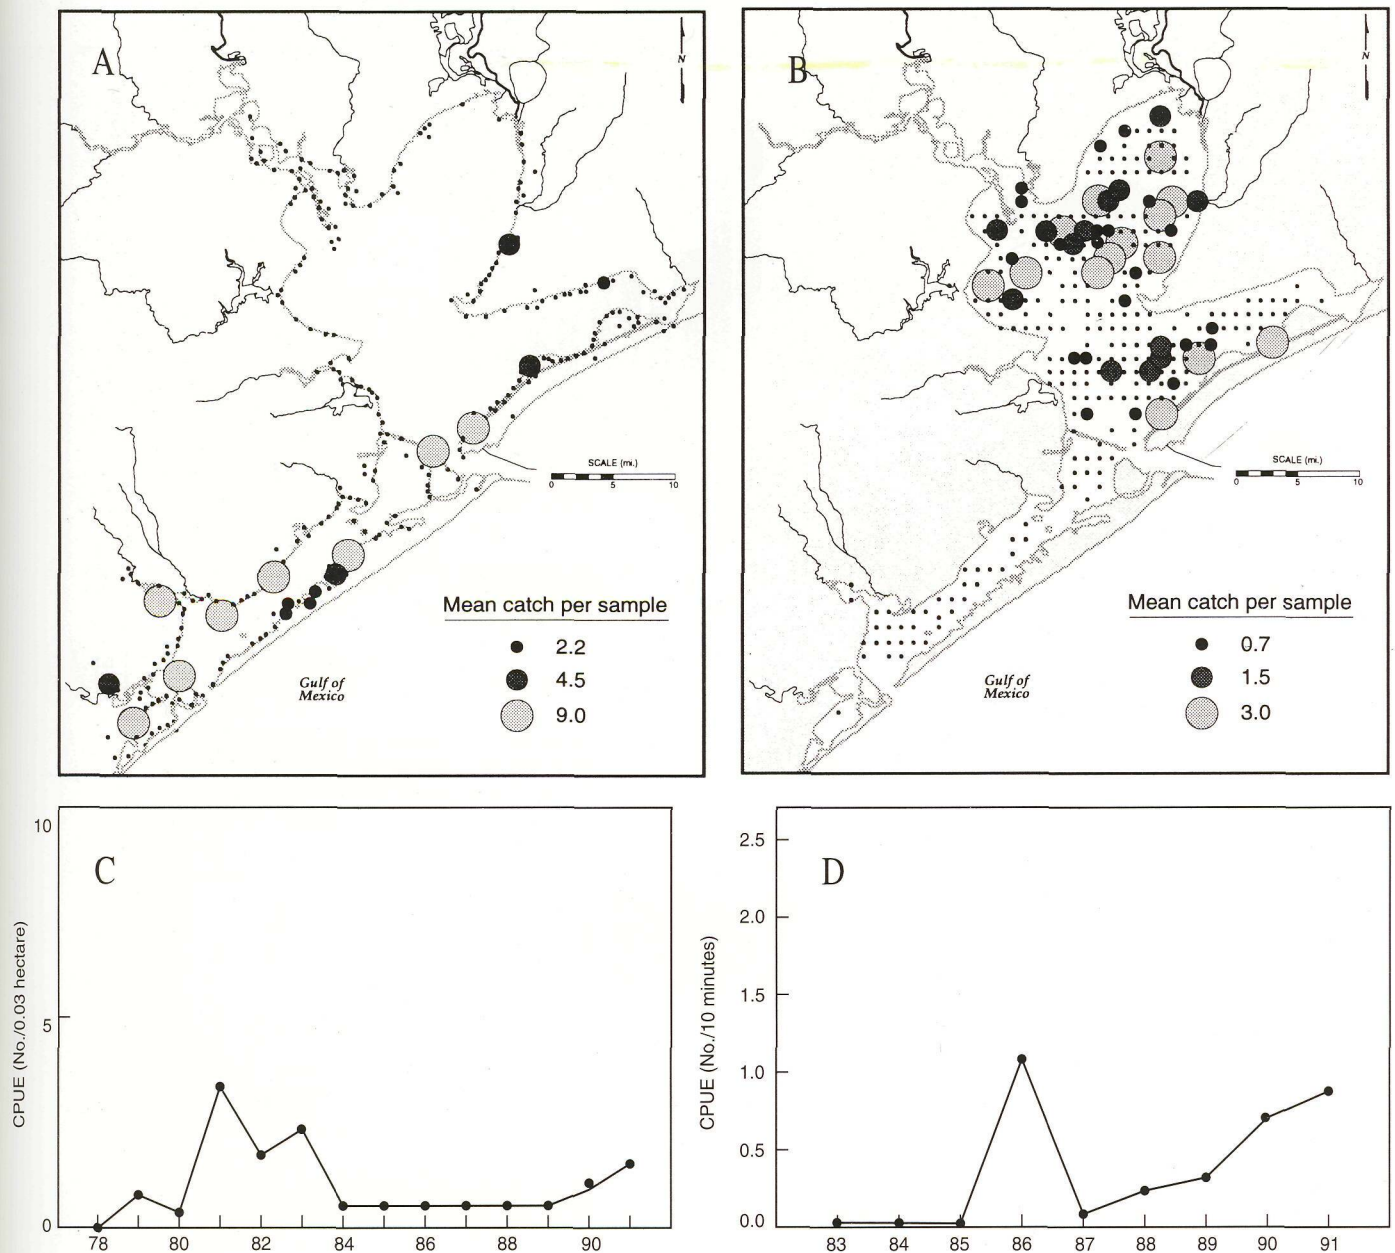 A
N
SCALE (mi.)
0 5 10
Mean catch per sample
2.2
4.5
9.0
Gulf of
Mexico
B
N
SCALE (mi.)
0 5 10
Mean catch per sample
0.7
1.5
3.0
Gulf of
Mexico
C
CPUE (No./0.03 hectare)
10
5
0
78 80 82 84 86 88 90
D
CPUE (No./10 minutes)
2.5
2.0
1.5
1.0
0.5
0.0
83 84 85 86 87 88 89 90 91